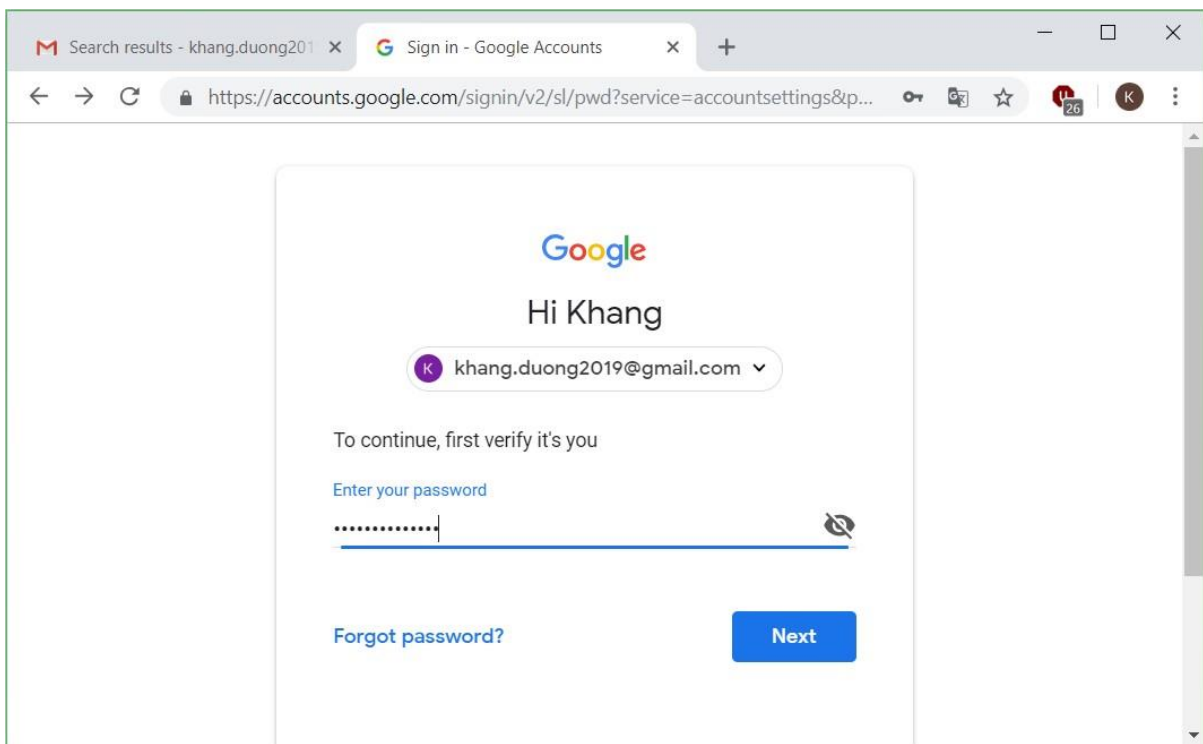 Search results - khang.duong201
Sign in - Google Accounts
https://accounts.google.com/signin/v2/sl/pwd?service=accountsettings&p...
26
K
Google
Hi Khang
K khang.duong2019@gmail.com
To continue, first verify it's you
Enter your password
••••••••••••••
Forgot password?
Next